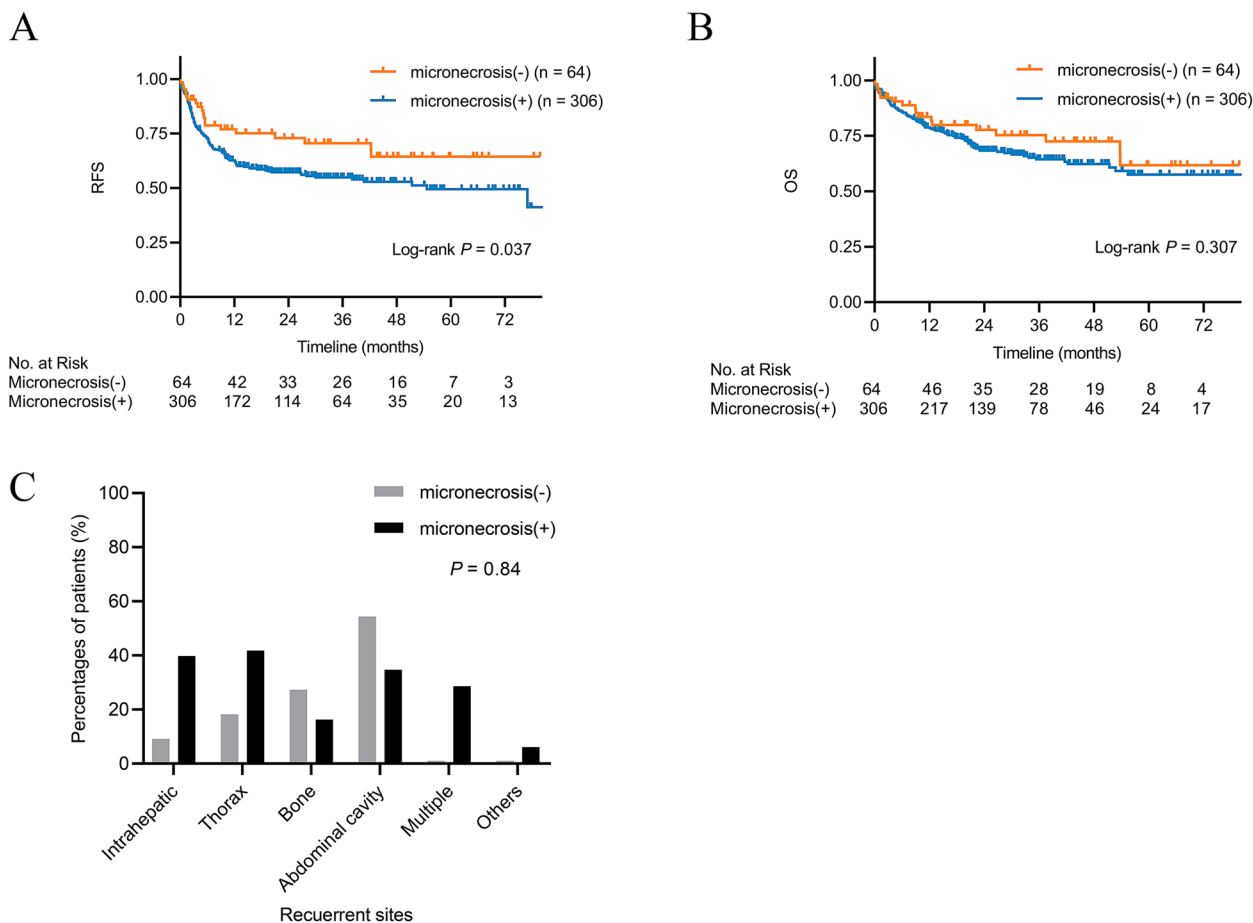 A
micronecrosis(-) (n = 64)
micronecrosis(+) (n = 306)
1.00
0.75
0.50
0.25
0.00
RFS
Log-rank P = 0.037
0 12 24 36 48 60 72
Timeline (months)
No. at Risk
Micronecrosis(-) 64 42 33 26 16 7 3
Micronecrosis(+) 306 172 114 64 35 20 13
B
micronecrosis(-) (n = 64)
micronecrosis(+) (n = 306)
1.00
0.75
0.50
0.25
0.00
OS
Log-rank P = 0.307
0 12 24 36 48 60 72
Timeline (months)
No. at Risk
Micronecrosis(-) 64 46 35 28 19 8 4
Micronecrosis(+) 306 217 139 78 46 24 17
C
micronecrosis(-)
micronecrosis(+)
P = 0.84
100
80
60
40
20
0
Percentages of patients (%)
Intrahepatic
Thorax
Bone
Abdominal cavity
Multiple
Others
Recuerrent sites